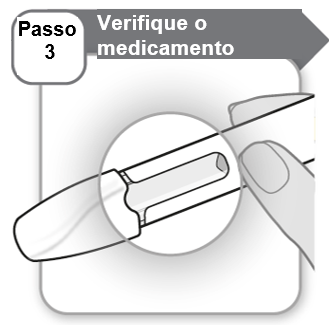 Passo
3
Verifique o
medicamento